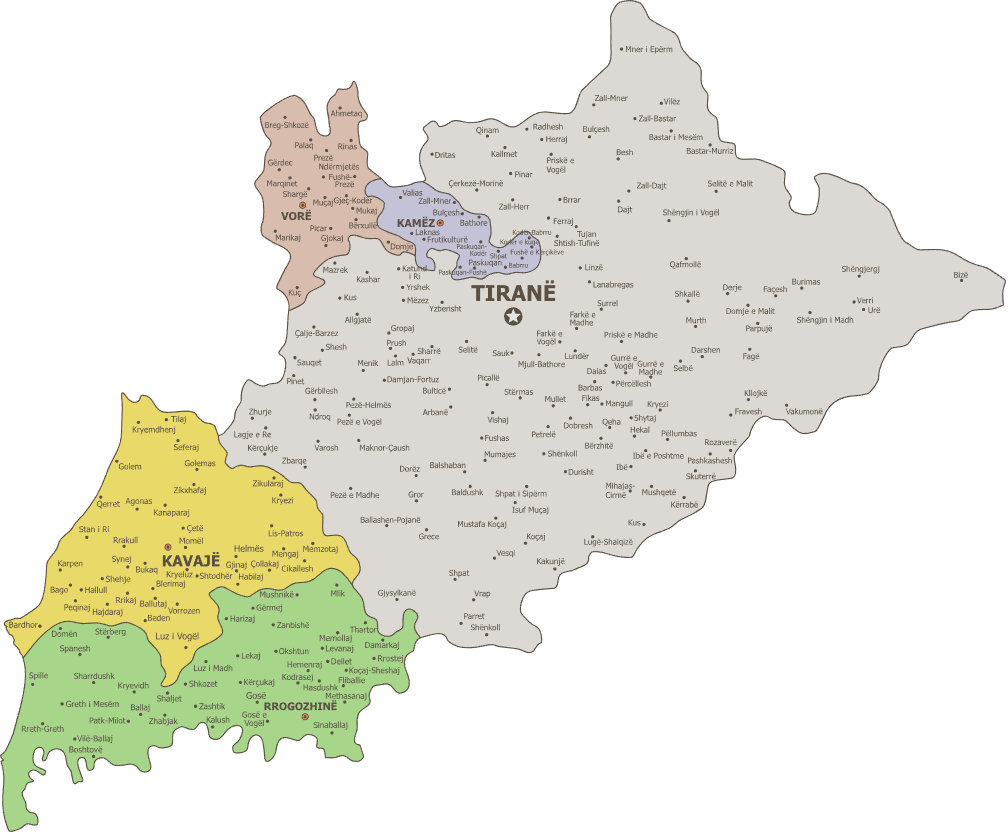 Mner i Epërm
Zall-Mner
Vilëz
Zall-Bastar
Ahmetaq
Breg-Shkozë
Qinam
Radhesh
Bulçesh
Herraj
Bastar i Mesëm
Palaq
Rinas
Dritas
Kallmet
Besh
Bastar-Murriz
Prezë
Ndërmjetës
Priskë e
Vogël
Gërdec
Pinar
Fushë-
Prezë
Marqinet
Çerkezë-Morinë
Zall-Dajt
Selitë e Malit
Shargë
Valias
Muçaj
Gjeç-Kodër
Zall-Mner
Zall-Herr
Brrar
Dajt
Mukaj
Bulçesh
Shëngjin i Vogël
VORË
KAMËZ
Bathore
Ferraj
Bërxullë
Picar
Laknas
Kodër-Babrru
Tujan
Marikaj
Gjokaj
Frutikulturë
Kodër e kuqe
Shtish-Tufinë
Domje
Paskuqan-
Kodër
Shpat
Fushë e Kërçikëve
Mazrek
Katund
i Ri
Paskuqan
Babrru
Linzë
Qafmollë
Paskuqan-Fushë
Shëngjergj
Bizë
Kashar
Yrshek
TIRANË
Lanabregas
Derje
Façesh
Burimas
Kuç
Kus
Mëzez
Yzberisht
Surrel
Shkallë
Verri
Urë
Domje e Malit
Allgjatë
Farkë e
Madhe
Murth
Shëngjin i Madh
Çalje-Barzez
Gropaj
Farkë e
Vogël
Priskë e Madhe
Parpujë
Shesh
Prush
Sharrë
Selitë
Sauk
Lundër
Darshen
Fagë
Sauqet
Menik
Lalm
Vaqarr
Mjull-Bathore
Gurrë e
Vogël
Gurrë e
Madhe
Selbë
Daias
Pinet
Damjan-Fortuz
Picallë
Përcëllesh
Gërbllesh
Bulticë
Stërmas
Barbas
Kllojkë
Mullet
Fikas
Mangull
Kryezi
Zhurje
Ndroq
Pezë-Helmës
Arbanë
Fravesh
Vakumonë
Pezë e Vogël
Vishaj
Dobresh
Qeha
Shytaj
Tilaj
Kryemdhenj
Lagje e Re
Petrelë
Hekal
Pëllumbas
Fushas
Rozaverë
Seferaj
Kërçukje
Varosh
Maknor-Çaush
Bërzhitë
Mumajes
Shënkoll
Ibë e Poshtme
Pashkashesh
Golem
Golemas
Zbarqe
Dorëz
Balshaban
Durisht
Ibë
Skuterrë
Zikularaj
Zikxhafaj
Pezë e Madhe
Gror
Baldushk
Shpat i Sipërm
Mihajas-
Cirmë
Mushqetë
Qerret
Agonas
Kryezi
Isuf Muçaj
Kërrabë
Kanaparaj
Ballashen-Pojanë
Mustafa Koçaj
Kus
Stan i Ri
Çetë
Lis-Patros
Grece
Koçaj
Lugë-Shalqizë
Rrakull
Momël
Helmës
Memzotaj
Mengaj
Vesqi
Synej
KAVAJË
Kakunjë
Karpen
Bukaq
Gjinaj
Çollakaj
Cikallesh
Kryeluz
Shtodhër
Habilaj
Shpat
Shehje
Blerimaj
Bago
Hallull
Mushnikë
Mlik
Gjysylkanë
Vrap
Rrikaj
Ballutaj
Peqinaj
Hajdaraj
Vorrozen
Gërmej
Beden
Harizaj
Parret
Bardhor
Zanbishë
Thartor
Shënkoll
Domën
Stërberg
Luz i Vogël
Memollaj
Damarkaj
Spanesh
Okshtun
Levanaj
Lekaj
Dellet
Rrostej
Luz i Madh
Hemenraj
Koçaj-Sheshaj
Spille
Sharrdushk
Kryevidh
Shkozet
Kërçukaj
Kodrasej
Fliballie
Hasdushk
Shaljet
Gosë
Methasanaj
Greth i Mesëm
Ballaj
Zashtik
RROGOZHINË
Patk-Milot
Zhabjak
Kalush
Gosë e
Vogël
Rreth-Greth
Sinaballaj
Vilë-Ballaj
Boshtovë